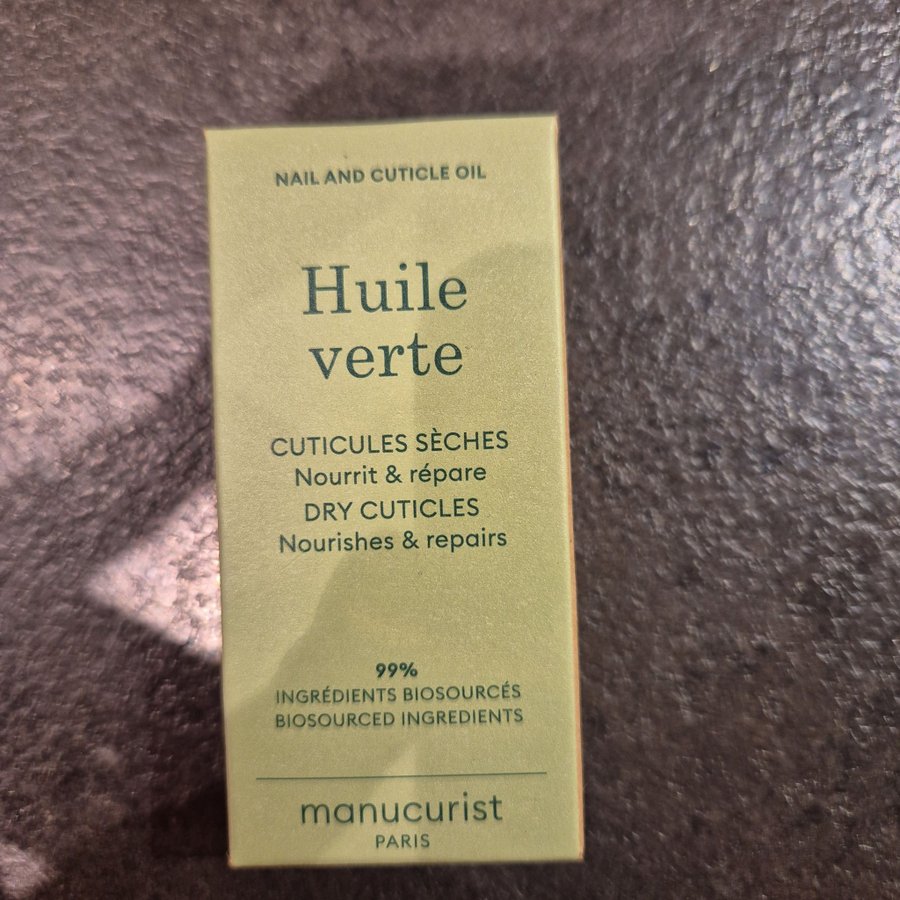 NAIL AND CUTICLE OIL
Huile
verte
CUTICULES SÈCHES
Nourrit & répare
DRY CUTICLES
Nourishes & repairs
99%
INGRÉDIENTS BIOSOURCÉS
BIOSOURCED INGREDIENTS
manucurist
PARIS